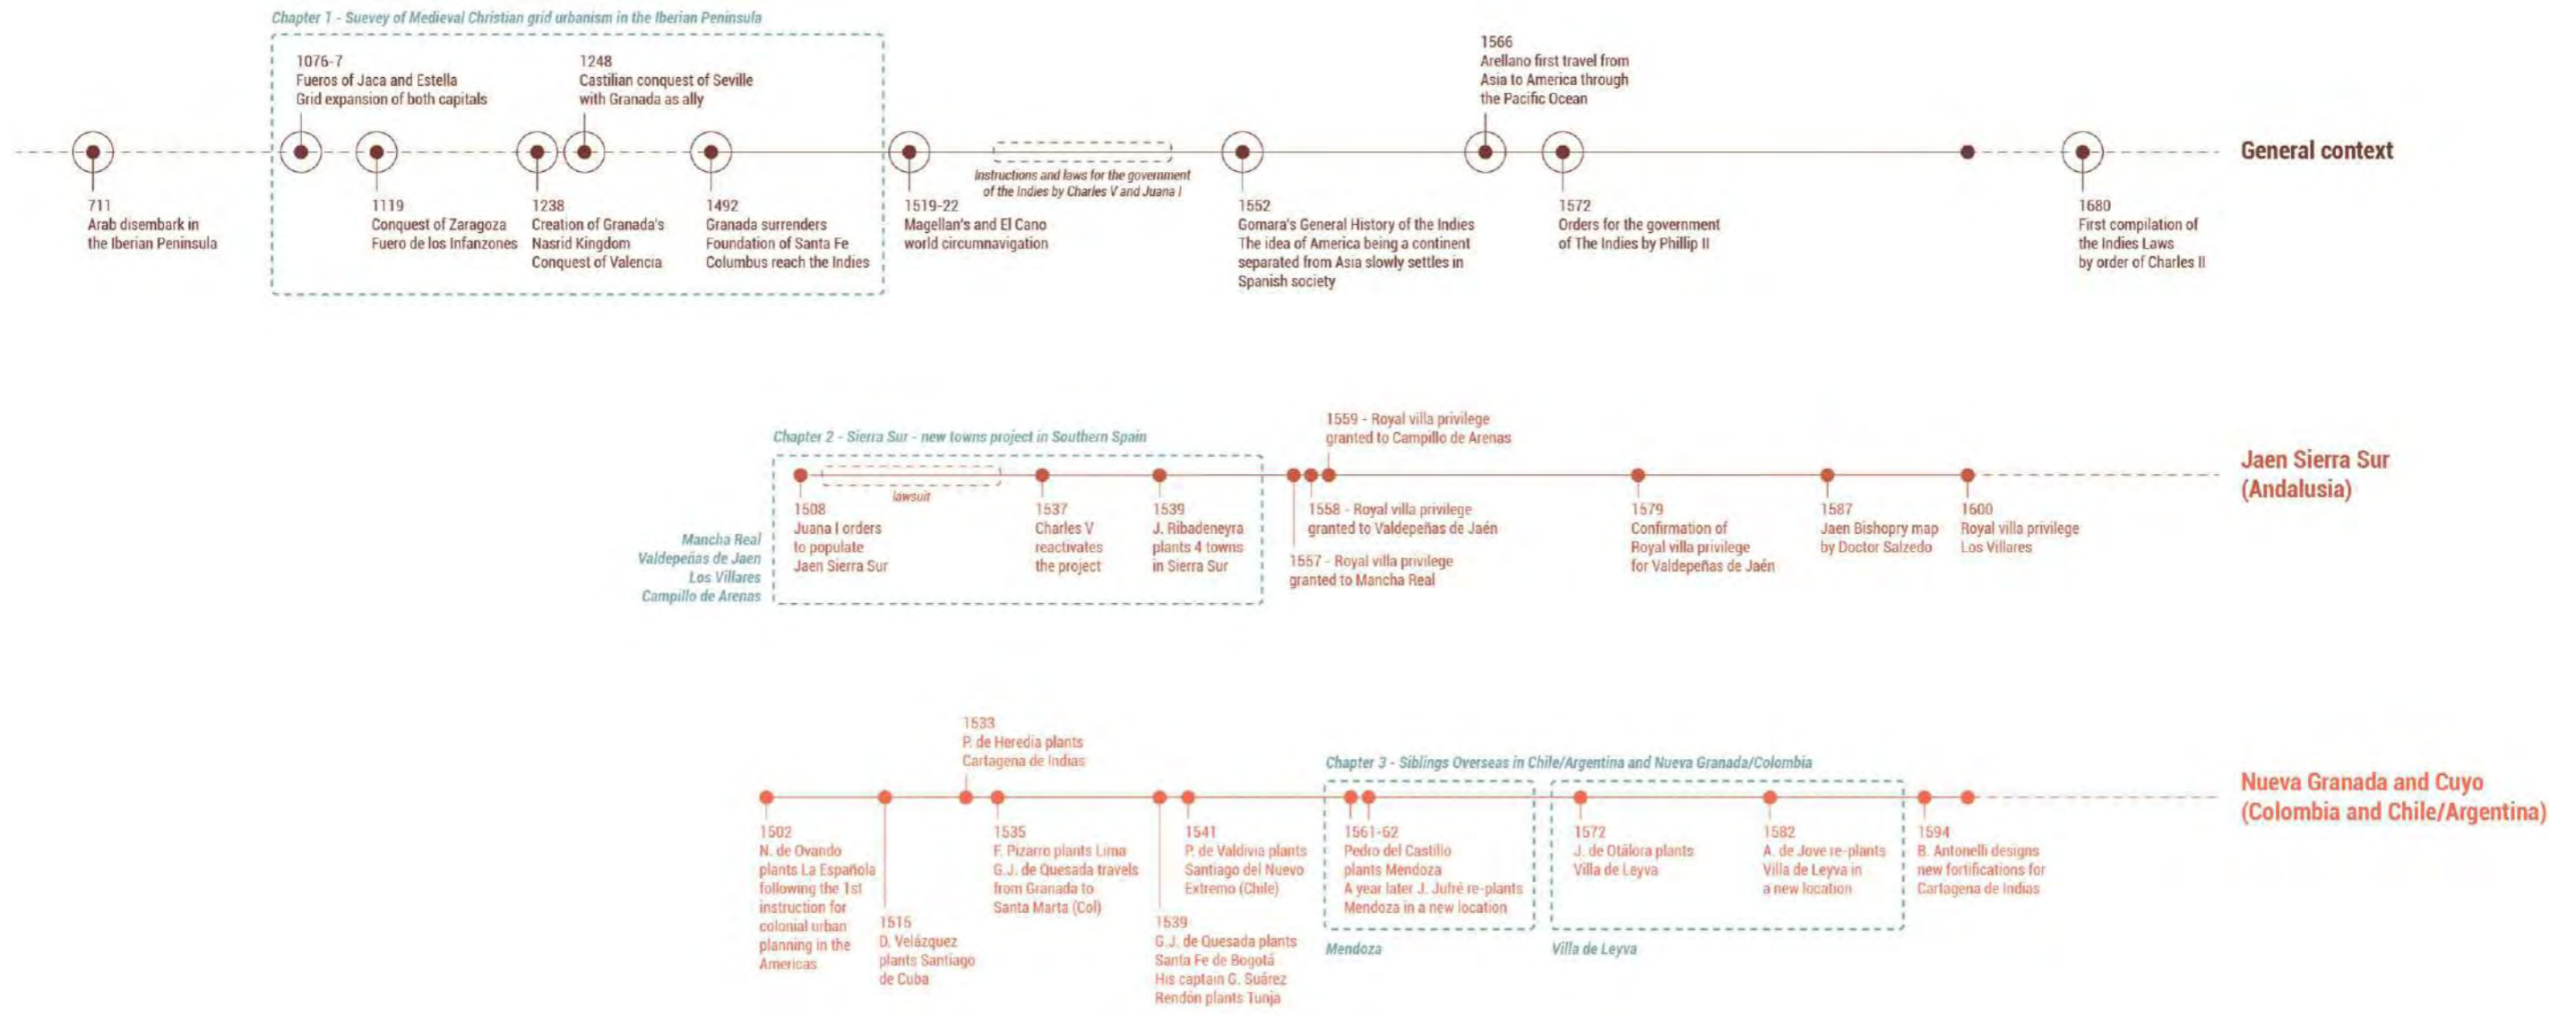 Chapter 1 - Suevey of Medieval Christian grid urbanism in the Iberian Peninsula
1076-7
Fueros of Jaca and Estella
Grid expansion of both capitals
1248
Castilian conquest of Seville
with Granada as ally
1566
Arellano first travel from
Asia to America through
the Pacific Ocean
General context
Instructions and laws for the government
of the Indies by Charles V and Juana I
711
Arab disembark in
the Iberian Peninsula
1119
Conquest of Zaragoza
Fuero de los Infanzones
1238
Creation of Granada's
Nasrid Kingdom
Conquest of Valencia
1492
Granada surrenders
Foundation of Santa Fe
Columbus reach the Indies
1519-22
Magellan's and El Cano
world circumnavigation
1552
Gomara's General History of the Indies
The idea of America being a continent
separated from Asia slowly settles in
Spanish society
1572
Orders for the government
of The Indies by Phillip II
1680
First compilation of
the Indies Laws
by order of Charles II
Chapter 2 - Sierra Sur - new towns project in Southern Spain
1559 - Royal villa privilege
granted to Campillo de Arenas
Jaen Sierra Sur
(Andalusia)
lawsuit
Mancha Real
Valdepeñas de Jaen
Los Villares
Campillo de Arenas
1508
Juana I orders
to populate
Jaen Sierra Sur
1537
Charles V
reactivates
the project
1539
J. Ribadeneyra
plants 4 towns
in Sierra Sur
1558 - Royal villa privilege
granted to Valdepeñas de Jaén
1557 - Royal villa privilege
granted to Mancha Real
1579
Confirmation of
Royal villa privilege
for Valdepeñas de Jaén
1587
Jaen Bishopry map
by Doctor Salzedo
1600
Royal villa privilege
Los Villares
1533
P. de Heredia plants
Cartagena de Indias
Chapter 3 - Siblings Overseas in Chile/Argentina and Nueva Granada/Colombia
Nueva Granada and Cuyo
(Colombia and Chile/Argentina)
1502
N. de Ovando
plants La Española
following the 1st
instruction for
colonial urban
planning in the
Americas
1515
D. Velázquez
plants Santiago
de Cuba
1535
F. Pizarro plants Lima
G.J. de Quesada travels
from Granada to
Santa Marta (Col)
1539
G.J. de Quesada plants
Santa Fe de Bogotá
His captain G. Suárez
Rendón plants Tunja
1541
P. de Valdivia plants
Santiago del Nuevo
Extremo (Chile)
1561-62
Pedro del Castillo
plants Mendoza
A year later J. Jufré re-plants
Mendoza in a new location
Mendoza
1572
J. de Otálora plants
Villa de Leyva
1582
A. de Jove re-plants
Villa de Leyva in
a new location
Villa de Leyva
1594
B. Antonelli designs
new fortifications for
Cartagena de Indias